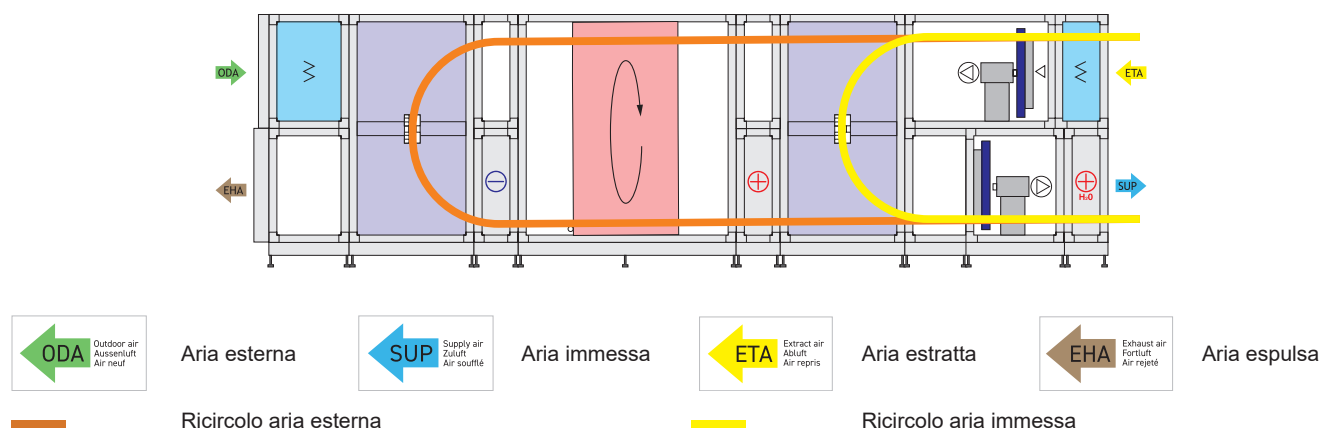 ODA
ETA
EHA
SUP
H₂O
ODA
Outdoor air
Aussenluft
Air neuf
Aria esterna
SUP
Supply air
Zuluft
Air soufflé
Aria immessa
ETA
Extract air
Abluft
Air repris
Aria estratta
EHA
Exhaust air
Fortluft
Air rejeté
Aria espulsa
Ricircolo aria esterna
Ricircolo aria immessa